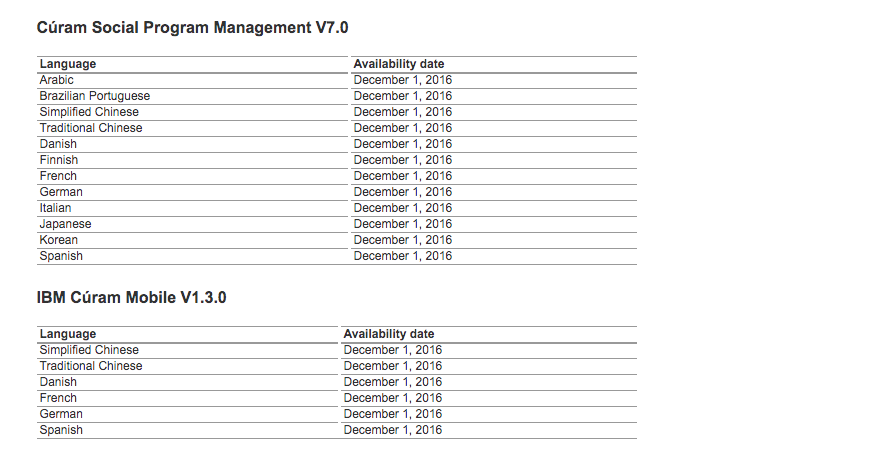 Cúram Social Program Management V7.0
Language Availability date
Arabic December 1, 2016
Brazilian Portuguese December 1, 2016
Simplified Chinese December 1, 2016
Traditional Chinese December 1, 2016
Danish December 1, 2016
Finnish December 1, 2016
French December 1, 2016
German December 1, 2016
Italian December 1, 2016
Japanese December 1, 2016
Korean December 1, 2016
Spanish December 1, 2016
IBM Cúram Mobile V1.3.0
Language Availability date
Simplified Chinese December 1, 2016
Traditional Chinese December 1, 2016
Danish December 1, 2016
French December 1, 2016
German December 1, 2016
Spanish December 1, 2016